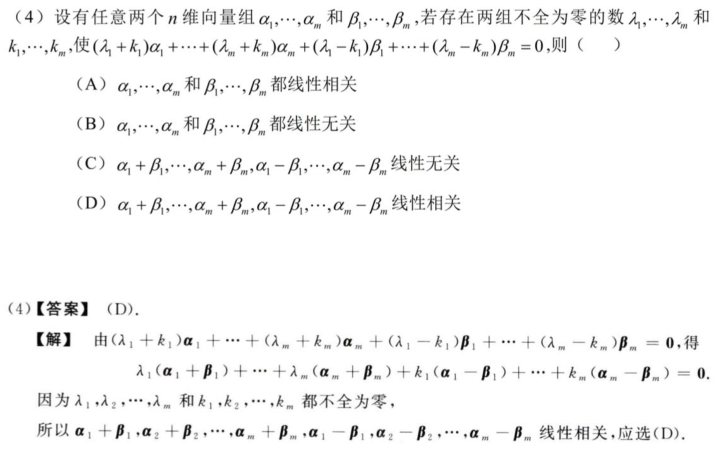 (4) 设有任意两个 n 维向量组 α₁,⋯,αₘ 和 β₁,⋯,βₘ,若存在两组不全为零的数 λ₁,⋯,λₘ 和
k₁,⋯,kₘ,使(λ₁+k₁)α₁+⋯+(λₘ+kₘ)αₘ+(λ₁−k₁)β₁+⋯+(λₘ−kₘ)βₘ=0,则( )
(A) α₁,⋯,αₘ 和 β₁,⋯,βₘ 都线性相关
(B) α₁,⋯,αₘ 和 β₁,⋯,βₘ 都线性无关
(C) α₁+β₁,⋯,αₘ+βₘ,α₁−β₁,⋯,αₘ−βₘ 线性无关
(D) α₁+β₁,⋯,αₘ+βₘ,α₁−β₁,⋯,αₘ−βₘ 线性相关
(4)【答案】 (D).
【解】 由(λ₁+k₁)α₁+⋯+(λₘ+kₘ)αₘ+(λ₁−k₁)β₁+⋯+(λₘ−kₘ)βₘ=0,得
λ₁(α₁+β₁)+⋯+λₘ(αₘ+βₘ)+k₁(α₁−β₁)+⋯+kₘ(αₘ−βₘ)=0.
因为 λ₁,λ₂,⋯,λₘ 和 k₁,k₂,⋯,kₘ 都不全为零,
所以 α₁+β₁,α₂+β₂,⋯,αₘ+βₘ,α₁−β₁,α₂−β₂,⋯,αₘ−βₘ 线性相关,应选(D).